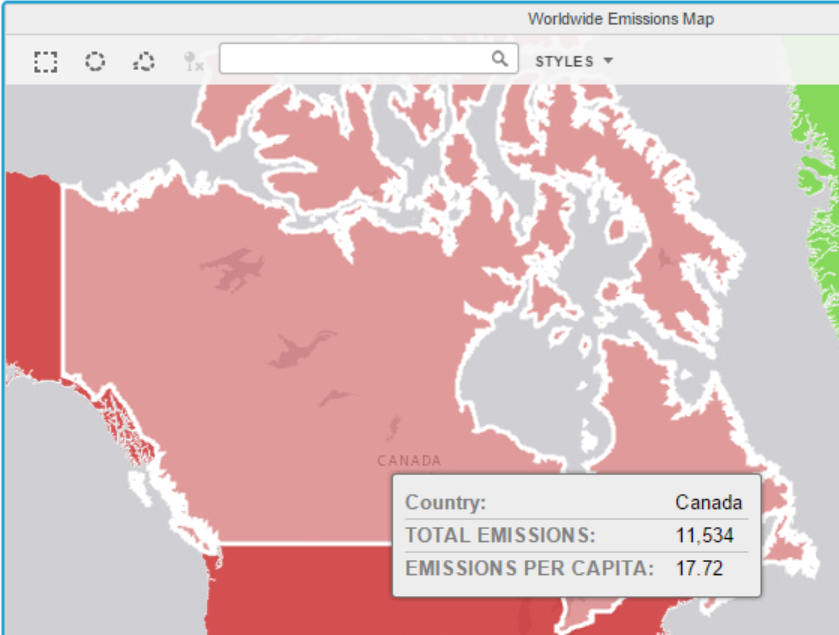 Worldwide Emissions Map
STYLES
CANADA
Country: Canada
TOTAL EMISSIONS: 11,534
EMISSIONS PER CAPITA: 17.72